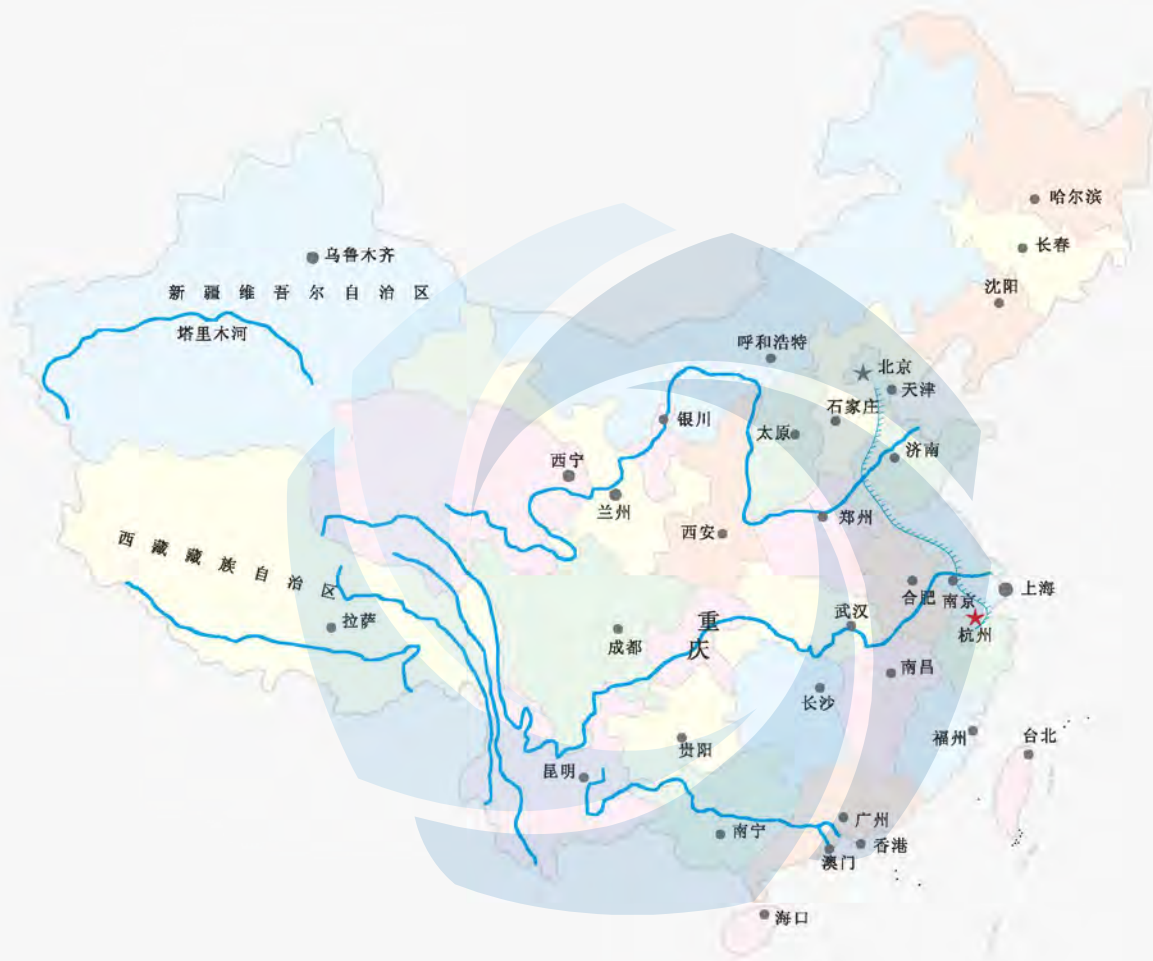 哈尔滨
长春
乌鲁木齐
新疆维吾尔自治区
沈阳
塔里木河
呼和浩特
北京
天津
石家庄
银川
太原
济南
西宁
兰州
郑州
西安
西藏藏族自治区
上海
合肥
南京
武汉
拉萨
重
庆
杭州
成都
南昌
长沙
福州
台北
贵阳
昆明
广州
南宁
香港
澳门
海口